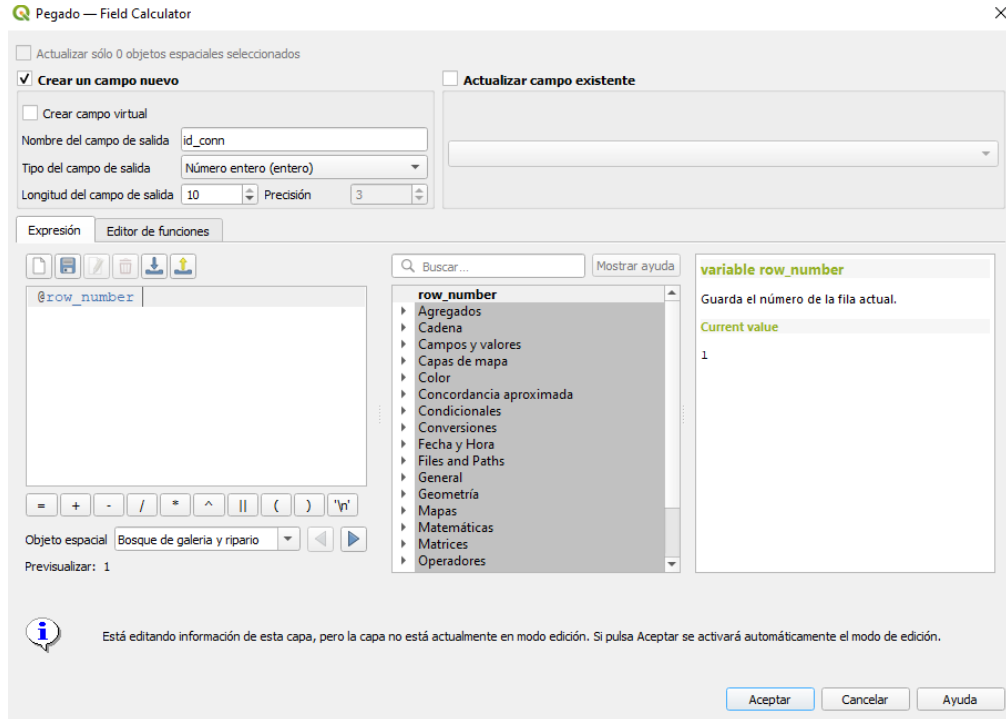 Pegado — Field Calculator
Actualizar sólo 0 objetos espaciales seleccionados
Crear un campo nuevo
Actualizar campo existente
Crear campo virtual
Nombre del campo de salida id_conn
Tipo del campo de salida Número entero (entero)
Longitud del campo de salida 10 Precisión 3
Expresión Editor de funciones
Buscar... Mostrar ayuda
@row_number
row_number
Agregados
Cadena
Campos y valores
Capas de mapa
Color
Concordancia aproximada
Condicionales
Conversiones
Fecha y Hora
Files and Paths
General
Geometría
Mapas
Matemáticas
Matrices
Operadores
variable row_number
Guarda el número de la fila actual.
Current value
1
= + - / * ^ || ( ) '\n'
Objeto espacial Bosque de galeria y ripario
Previsualizar: 1
Está editando información de esta capa, pero la capa no está actualmente en modo edición. Si pulsa Aceptar se activará automáticamente el modo de edición.
Aceptar Cancelar Ayuda